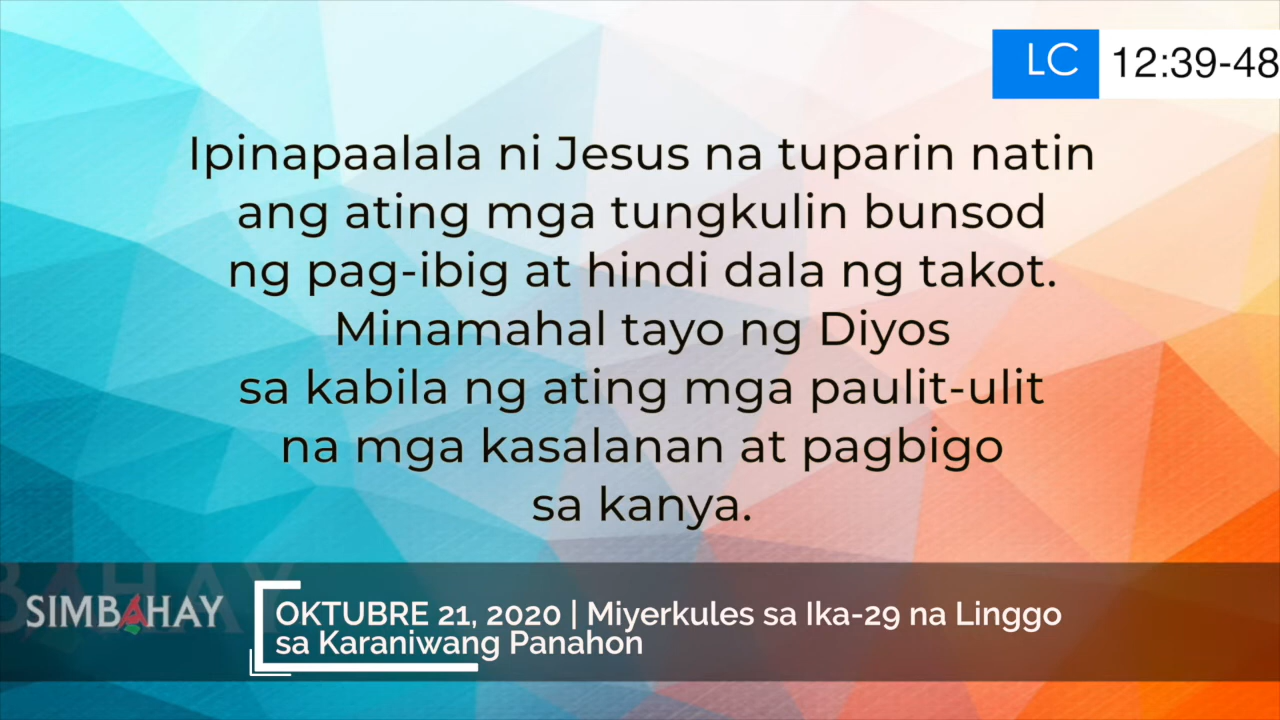 LC 12:39-48
Ipinapaalala ni Jesus na tuparin natin
ang ating mga tungkulin bunsod
ng pag-ibig at hindi dala ng takot.
Minamahal tayo ng Diyos
sa kabila ng ating mga paulit-ulit
na mga kasalanan at pagbigo
sa kanya.
SIMBAHAY
OKTUBRE 21, 2020 | Miyerkules sa Ika-29 na Linggo
sa Karaniwang Panahon